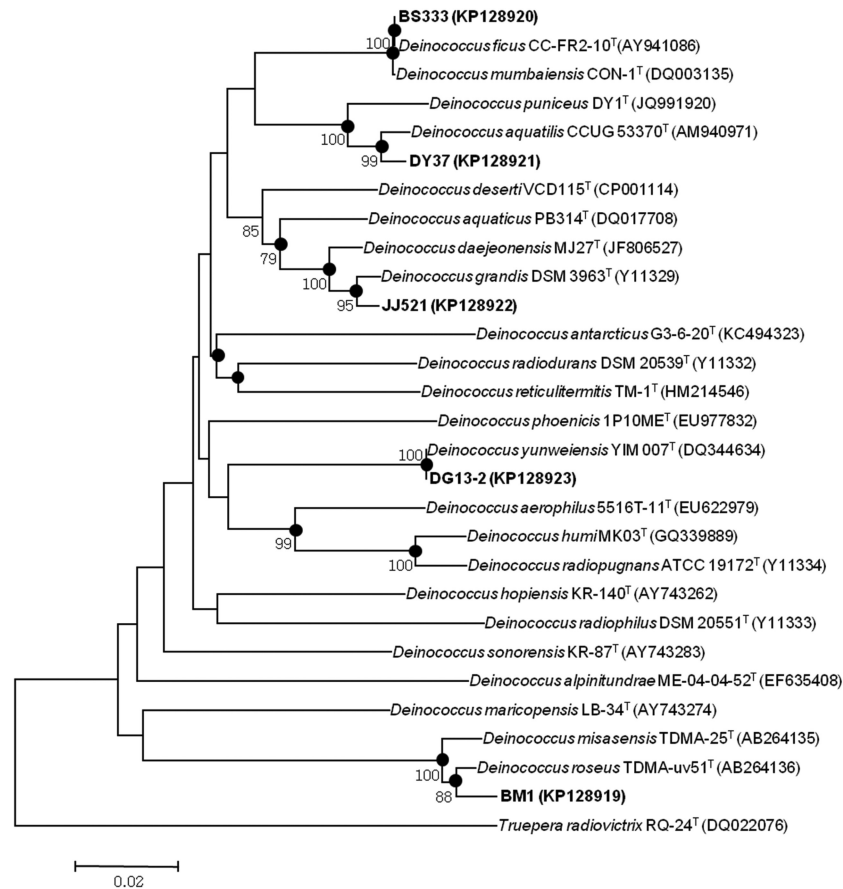 BS333 (KP128920)
100
Deinococcus ficus CC-FR2-10ᵀ (AY941086)
Deinococcus mumbaiensis CON-1ᵀ (DQ003135)
Deinococcus puniceus DY1ᵀ (JQ991920)
100
Deinococcus aquatilis CCUG 53370ᵀ (AM940971)
99
DY37 (KP128921)
Deinococcus deserti VCD115ᵀ (CP001114)
85
Deinococcus aquaticus PB314ᵀ (DQ017708)
79
Deinococcus daejeonensis MJ27ᵀ (JF806527)
100
Deinococcus grandis DSM 3963ᵀ (Y11329)
95
JJ521 (KP128922)
Deinococcus antarcticus G3-6-20ᵀ (KC494323)
Deinococcus radiodurans DSM 20539ᵀ (Y11332)
Deinococcus reticulitermitis TM-1ᵀ (HM214546)
Deinococcus phoenicis 1P10MEᵀ (EU977832)
100
Deinococcus yunweiensis YIM 007ᵀ (DQ344634)
DG13-2 (KP128923)
Deinococcus aerophilus 5516T-11ᵀ (EU622979)
99
Deinococcus humi MK03ᵀ (GQ339889)
100
Deinococcus radiopugnans ATCC 19172ᵀ (Y11334)
Deinococcus hopiensis KR-140ᵀ (AY743262)
Deinococcus radiophilus DSM 20551ᵀ (Y11333)
Deinococcus sonorensis KR-87ᵀ (AY743283)
Deinococcus alpinitundrae ME-04-04-52ᵀ (EF635408)
Deinococcus maricopensis LB-34ᵀ (AY743274)
Deinococcus misasensis TDMA-25ᵀ (AB264135)
100
Deinococcus roseus TDMA-uv51ᵀ (AB264136)
88
BM1 (KP128919)
Truepera radiovictrix RQ-24ᵀ (DQ022076)
0.02